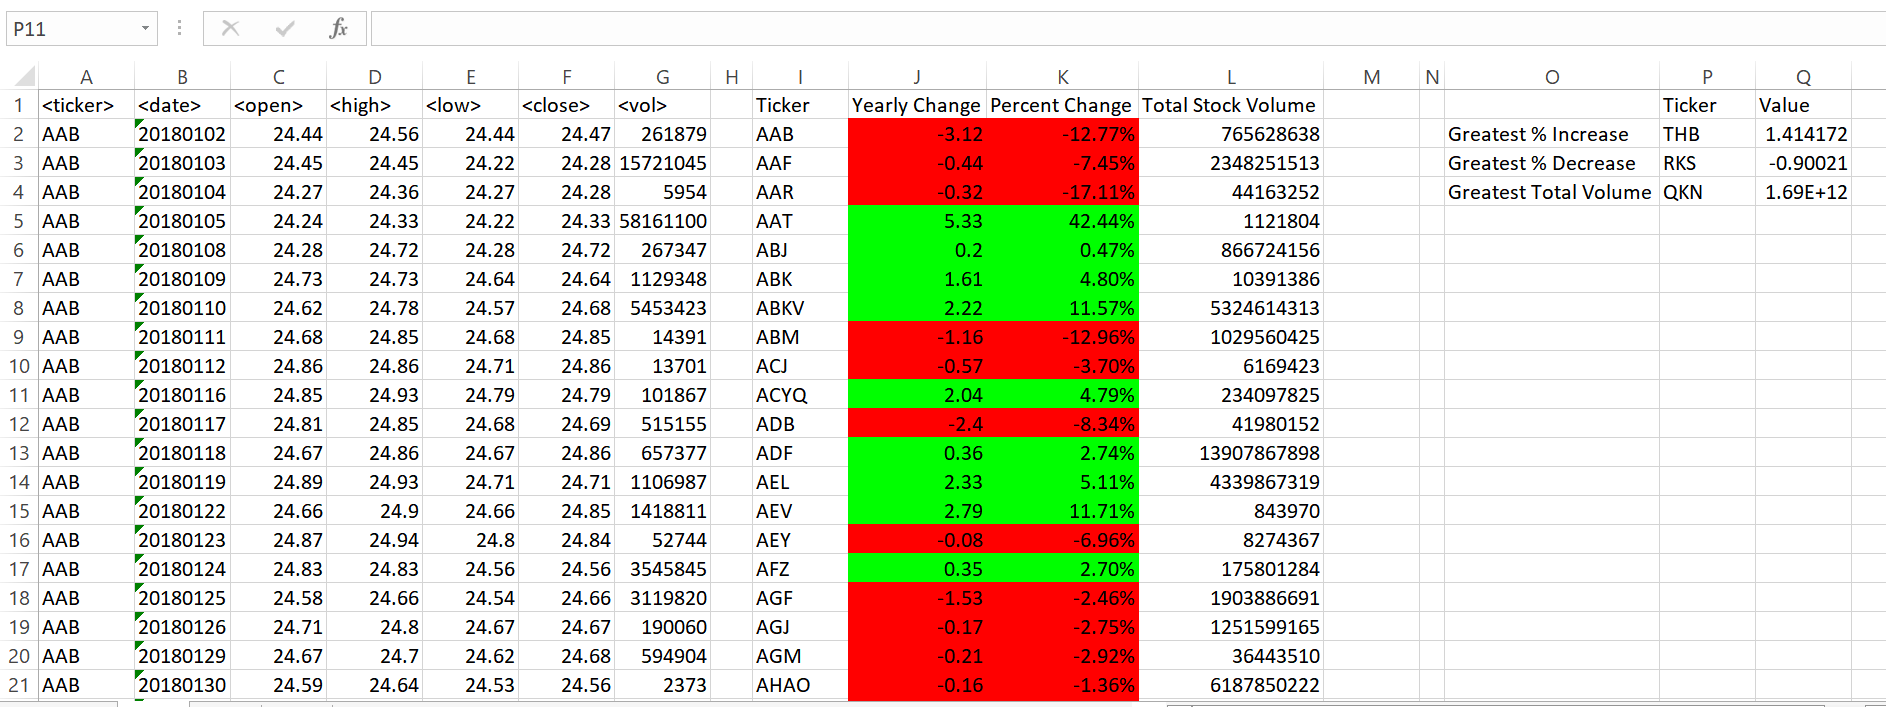 P11 fx
A B C D E F G H I J K L M N O P Q
1 <ticker> <date> <open> <high> <low> <close> <vol> Ticker Yearly Change Percent Change Total Stock Volume Ticker Value
2 AAB 20180102 24.44 24.56 24.44 24.47 261879 AAB -3.12 -12.77% 765628638 Greatest % Increase THB 1.414172
3 AAB 20180103 24.45 24.45 24.22 24.28 15721045 AAF -0.44 -7.45% 2348251513 Greatest % Decrease RKS -0.90021
4 AAB 20180104 24.27 24.36 24.27 24.28 5954 AAR -0.32 -17.11% 44163252 Greatest Total Volume QKN 1.69E+12
5 AAB 20180105 24.24 24.33 24.22 24.33 58161100 AAT 5.33 42.44% 1121804
6 AAB 20180108 24.28 24.72 24.28 24.72 267347 ABJ 0.2 0.47% 866724156
7 AAB 20180109 24.73 24.73 24.64 24.64 1129348 ABK 1.61 4.80% 10391386
8 AAB 20180110 24.62 24.78 24.57 24.68 5453423 ABKV 2.22 11.57% 5324614313
9 AAB 20180111 24.68 24.85 24.68 24.85 14391 ABM -1.16 -12.96% 1029560425
10 AAB 20180112 24.86 24.86 24.71 24.86 13701 ACJ -0.57 -3.70% 6169423
11 AAB 20180116 24.85 24.93 24.79 24.79 101867 ACYQ 2.04 4.79% 234097825
12 AAB 20180117 24.81 24.85 24.68 24.69 515155 ADB -2.4 -8.34% 41980152
13 AAB 20180118 24.67 24.86 24.67 24.86 657377 ADF 0.36 2.74% 13907867898
14 AAB 20180119 24.89 24.93 24.71 24.71 1106987 AEL 2.33 5.11% 4339867319
15 AAB 20180122 24.66 24.9 24.66 24.85 1418811 AEV 2.79 11.71% 843970
16 AAB 20180123 24.87 24.94 24.8 24.84 52744 AEY -0.08 -6.96% 8274367
17 AAB 20180124 24.83 24.83 24.56 24.56 3545845 AFZ 0.35 2.70% 175801284
18 AAB 20180125 24.58 24.66 24.54 24.66 3119820 AGF -1.53 -2.46% 1903886691
19 AAB 20180126 24.71 24.8 24.67 24.67 190060 AGJ -0.17 -2.75% 1251599165
20 AAB 20180129 24.67 24.7 24.62 24.68 594904 AGM -0.21 -2.92% 36443510
21 AAB 20180130 24.59 24.64 24.53 24.56 2373 AHAO -0.16 -1.36% 6187850222